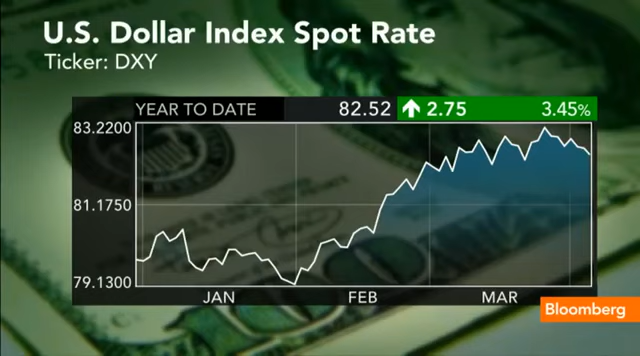 U.S. Dollar Index Spot Rate
Ticker: DXY
YEAR TO DATE 82.52 2.75 3.45%
83.2200
81.1750
79.1300
JAN FEB MAR
Bloomberg